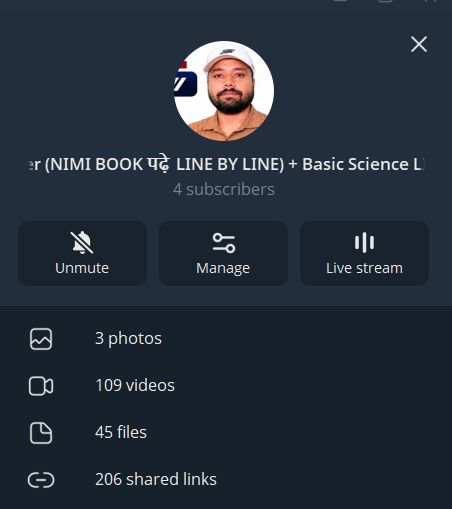 (NIMI BOOK पढ़े LINE BY LINE) + Basic Science
4 subscribers
Unmute
Manage
Live stream
3 photos
109 videos
45 files
206 shared links